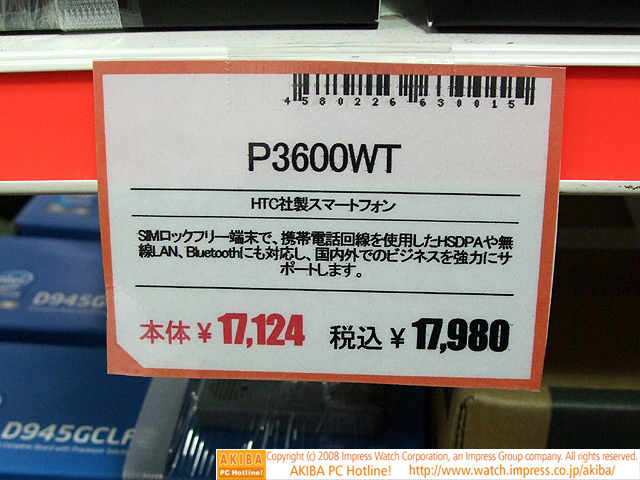 4580226 630015
P3600WT
HTC社製スマートフォン
SIMロックフリー端末で、携帯電話回線を使用したHSDPAや無
線LAN、Bluetoothにも対応し、国内外でのビジネスを強力にサ
ポートします。
本体￥17,124 税込￥17,980
D945G
D945GCLF
AKIBA
PC Hotline!
Copyright (c) 2008 Impress Watch Corporation, an Impress Group company. All rights reserved.
AKIBA PC Hotline! http://www.watch.impress.co.jp/akiba/